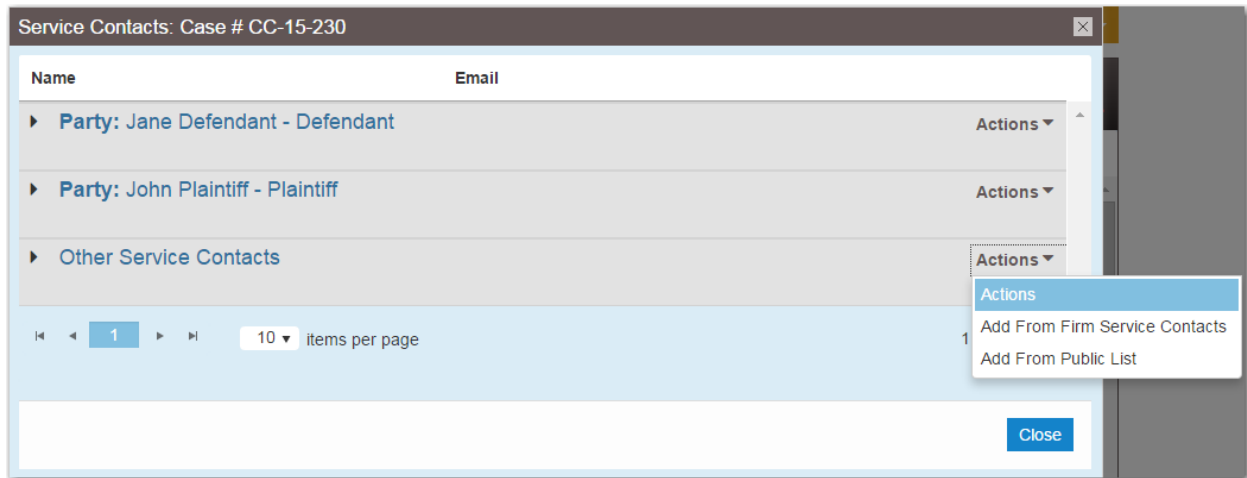 Service Contacts: Case # CC-15-230
Name Email
Party: Jane Defendant - Defendant Actions
Party: John Plaintiff - Plaintiff Actions
Other Service Contacts Actions
Actions
Add From Firm Service Contacts
Add From Public List
1 10 items per page 1
Close